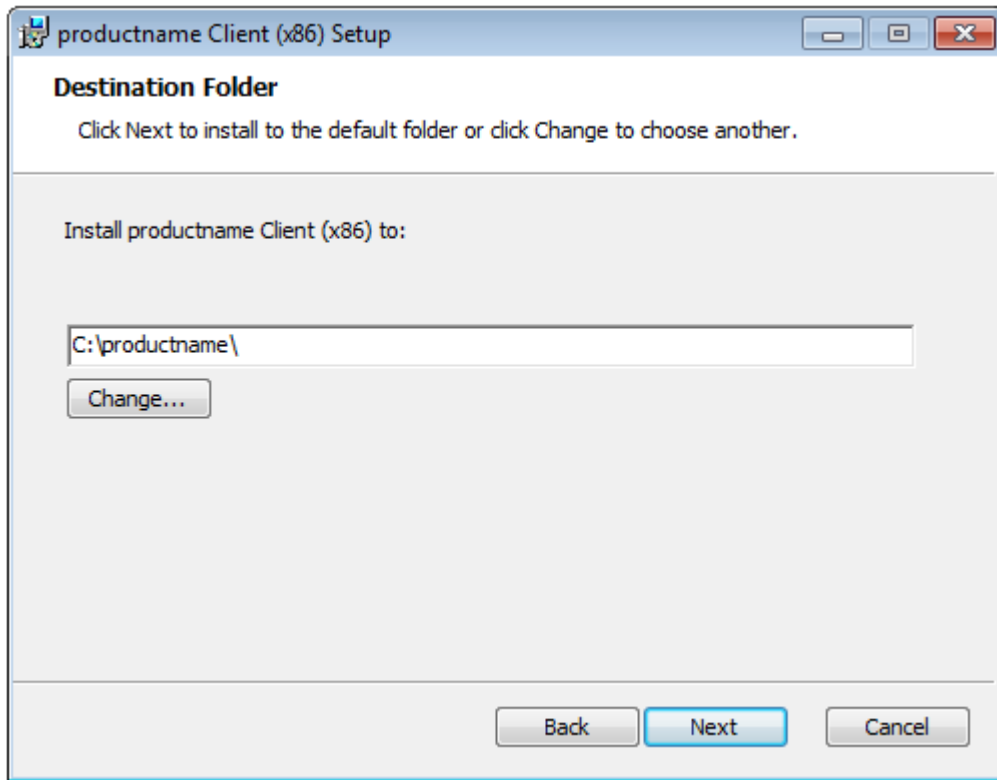 productname Client (x86) Setup
Destination Folder
Click Next to install to the default folder or click Change to choose another.
Install productname Client (x86) to:
C:\productname\
Change...
Back Next Cancel